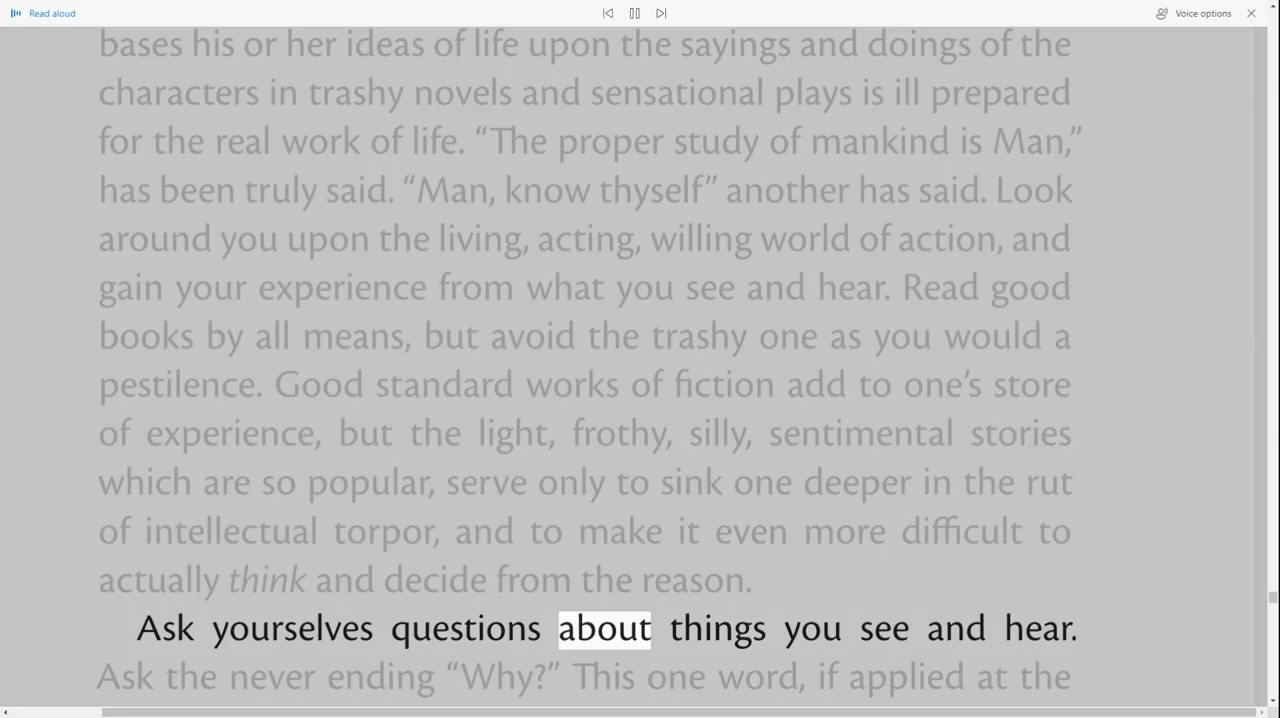 Read aloud
Voice options
bases his or her ideas of life upon the sayings and doings of the
characters in trashy novels and sensational plays is ill prepared
for the real work of life. “The proper study of mankind is Man,”
has been truly said. “Man, know thyself” another has said. Look
around you upon the living, acting, willing world of action, and
gain your experience from what you see and hear. Read good
books by all means, but avoid the trashy one as you would a
pestilence. Good standard works of fiction add to one’s store
of experience, but the light, frothy, silly, sentimental stories
which are so popular, serve only to sink one deeper in the rut
of intellectual torpor, and to make it even more difficult to
actually think and decide from the reason.
Ask yourselves questions about things you see and hear.
Ask the never ending “Why?” This one word, if applied at the